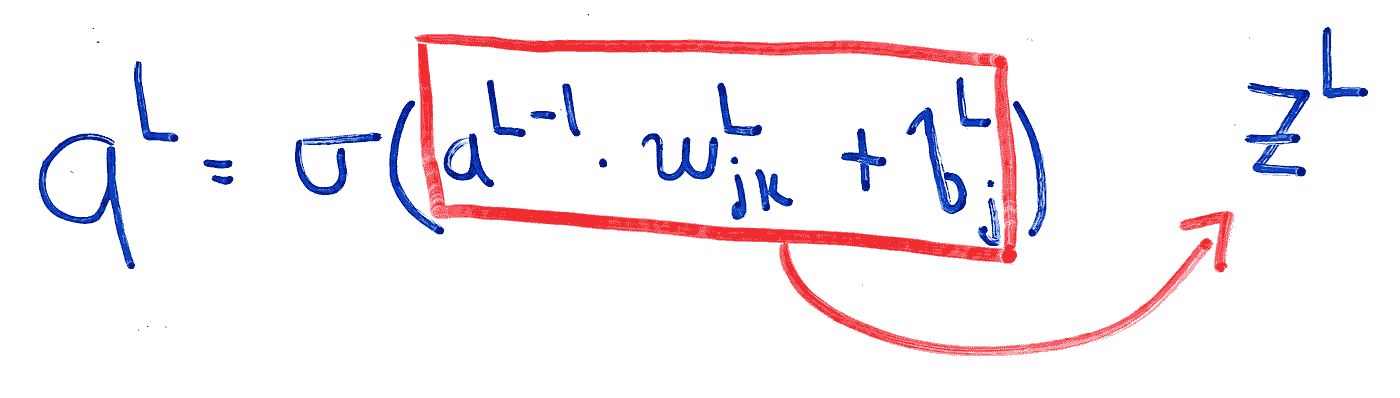 a^L = σ(a^{L-1} · w^L_{jk} + b^L_j) z^L